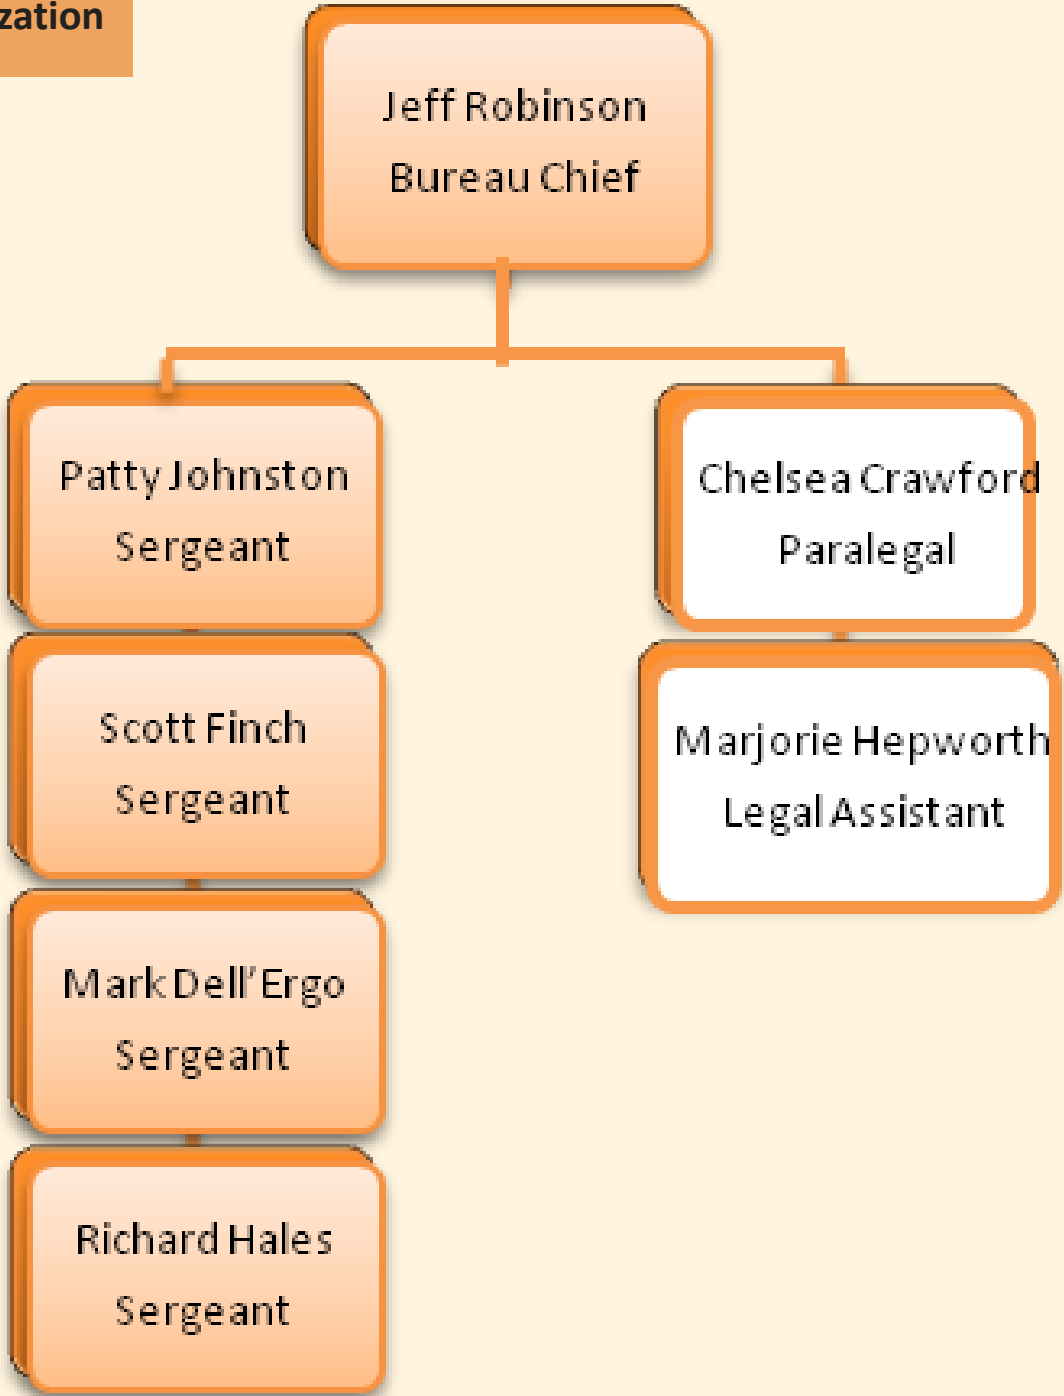 zation
Jeff Robinson
Bureau Chief
Patty Johnston
Sergeant
Scott Finch
Sergeant
Mark Dell'Ergo
Sergeant
Richard Hales
Sergeant
Chelsea Crawford
Paralegal
Marjorie Hepworth
Legal Assistant